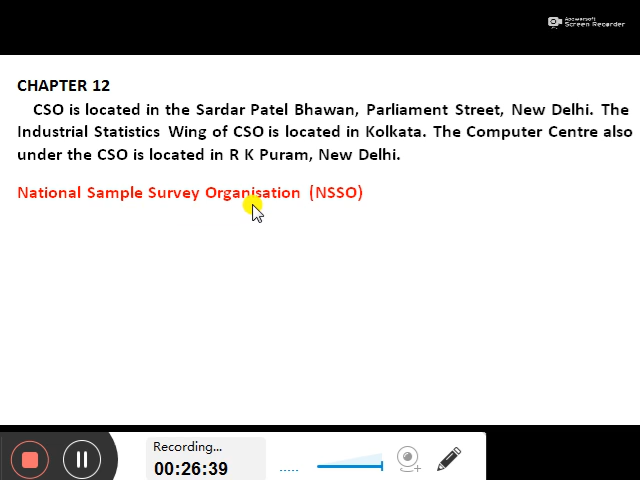 Apowersoft
Screen Recorder
CHAPTER 12
CSO is located in the Sardar Patel Bhawan, Parliament Street, New Delhi. The
Industrial Statistics Wing of CSO is located in Kolkata. The Computer Centre also
under the CSO is located in R K Puram, New Delhi.
National Sample Survey Organisation (NSSO)
Recording...
00:26:39